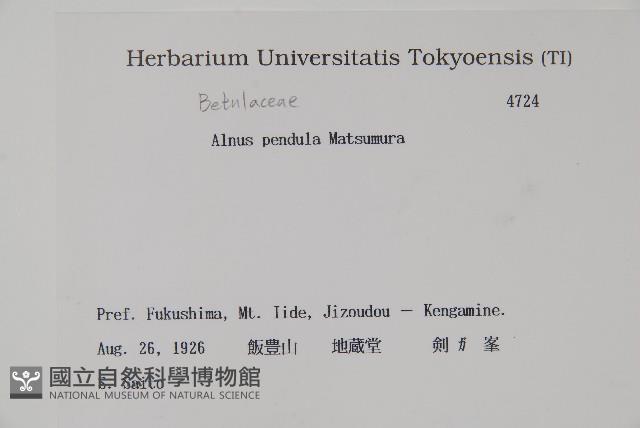 Herbarium Universitatis Tokyoensis (TI)
Betulaceae 4724
Alnus pendula Matsumura
Pref. Fukushima, Mt. Iide, Jizoudou — Kengamine.
Aug. 26, 1926 飯豊山 地蔵堂 剣ガ峯
Saito
國立自然科學博物館
NATIONAL MUSEUM OF NATURAL SCIENCE